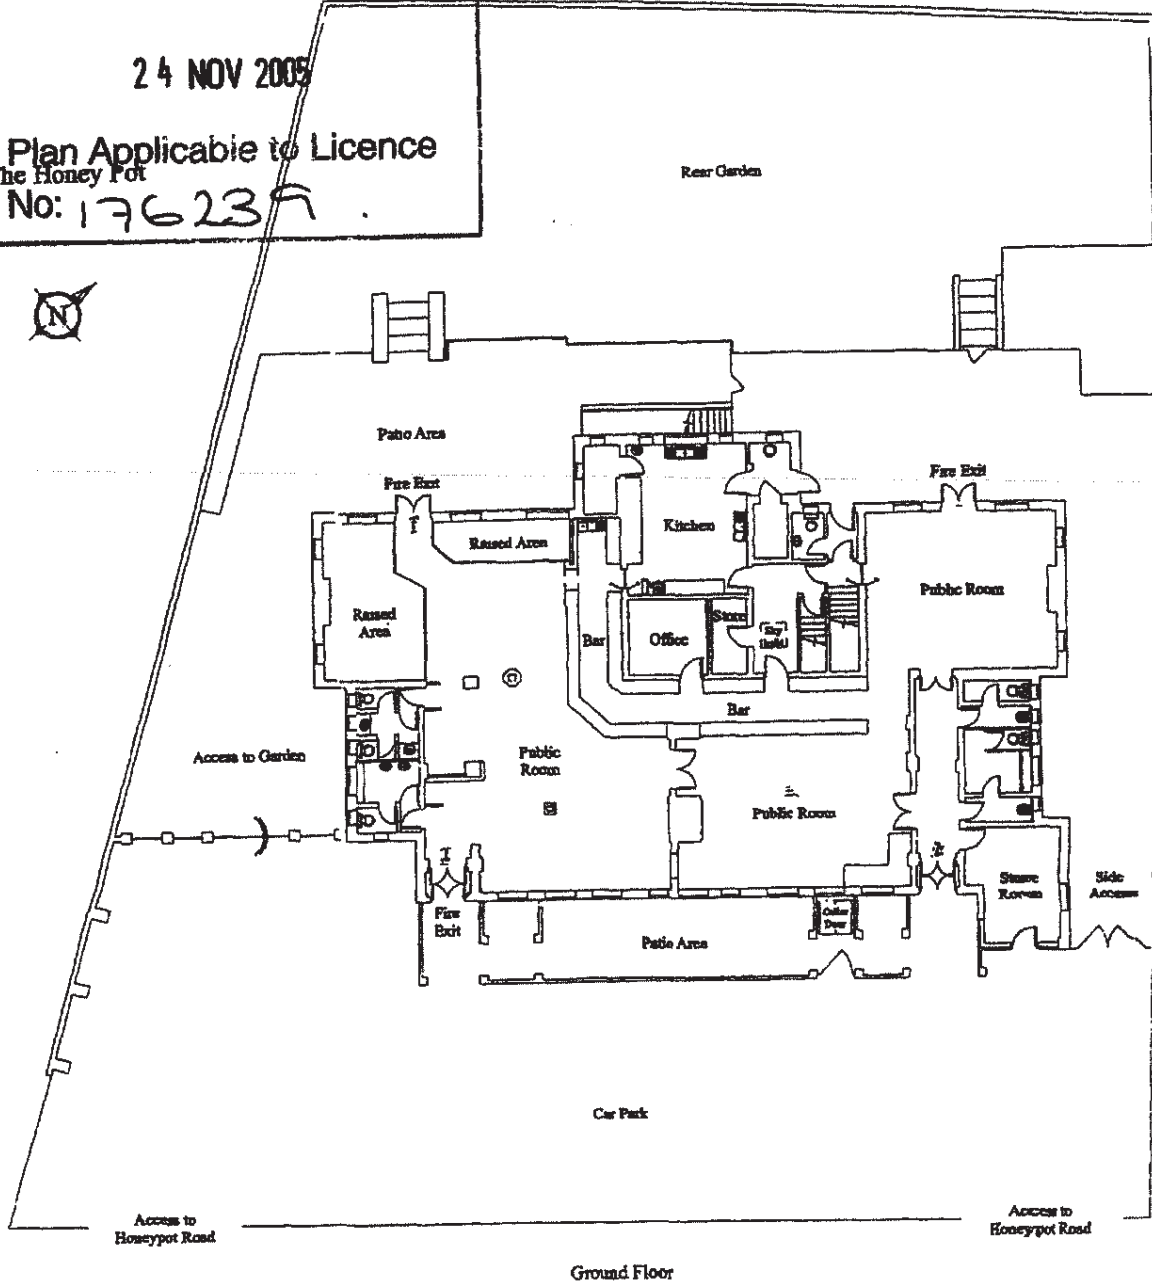 24 NOV 2005
Plan Applicable to Licence
The Honey Pot
No: 176239
N
Rear Garden
Patio Area
Fire Exit
Fire Exit
Raised Area
Kitchen
Public Room
Raised
Area
Bar
Office
Store
Bar
Access to Garden
Public
Room
Public Room
Store
Room
Side
Access
Fire
Exit
Cellar
Door
Patio Area
Car Park
Access to
Honeypot Road
Access to
Honeypot Road
Ground Floor